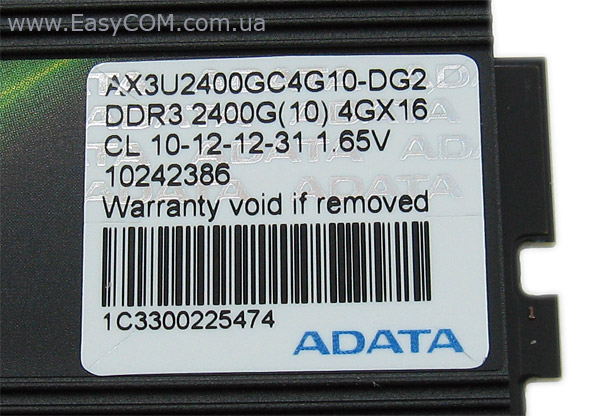 www.EasyCOM.com.ua
AX3U2400GC4G10-DG2
DDR3 2400G(10) 4GX16
CL 10-12-12-31 1.65V
10242386
Warranty void if removed
1C3300225474
ADATA